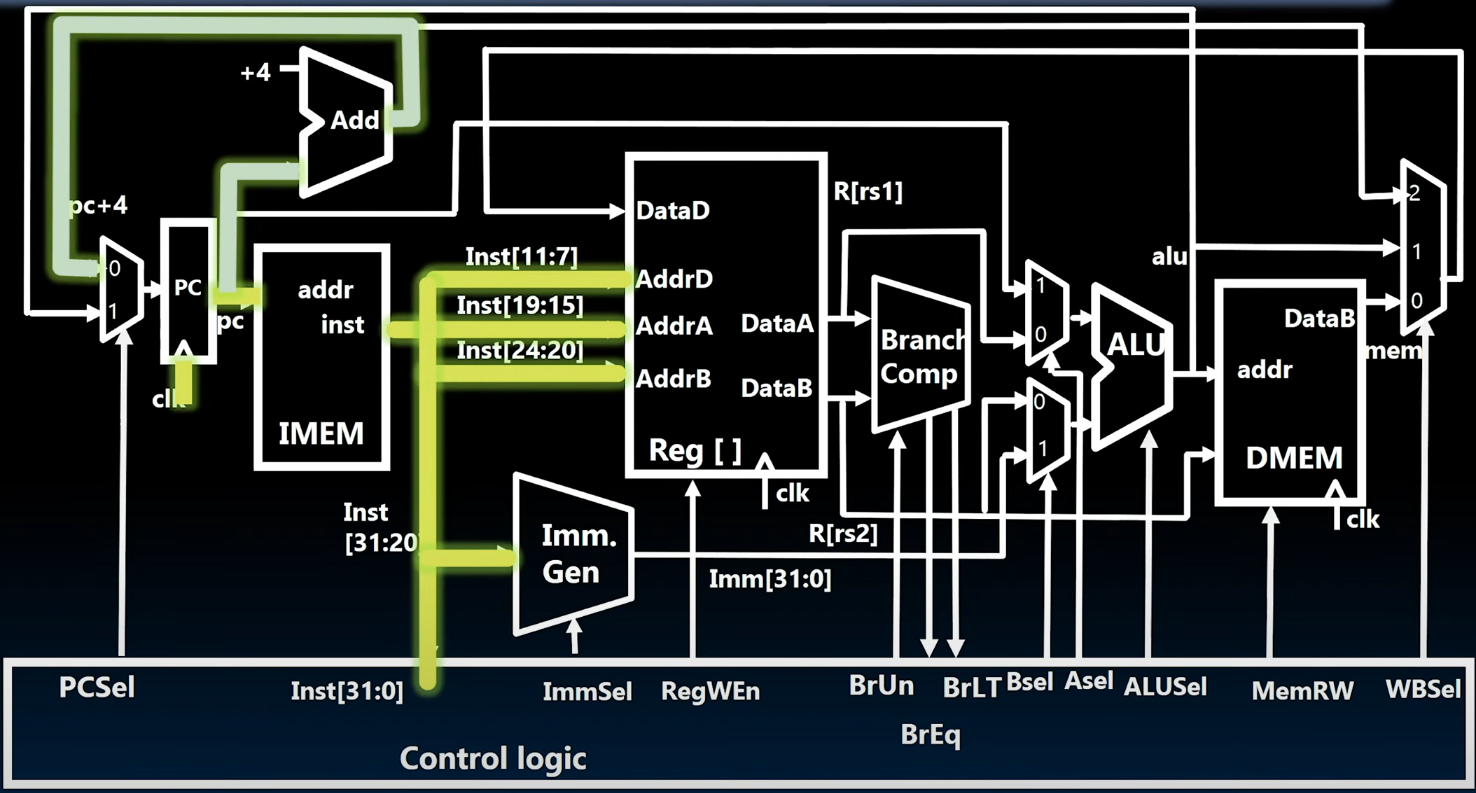 +4
Add
pc+4
0
1
PC
pc
clk
addr
inst
IMEM
Inst[11:7]
Inst[19:15]
Inst[24:20]
Inst
[31:20]
DataD
AddrD
AddrA
AddrB
DataA
DataB
Reg [ ]
clk
Imm.
Gen
R[rs1]
R[rs2]
Imm[31:0]
Branch
Comp
1
0
0
1
ALU
alu
addr
DataB
DMEM
clk
mem
2
1
0
PCSel
Inst[31:0]
ImmSel
RegWEn
BrUn
BrEq
BrLT
Bsel
Asel
ALUSel
MemRW
WBSel
Control logic